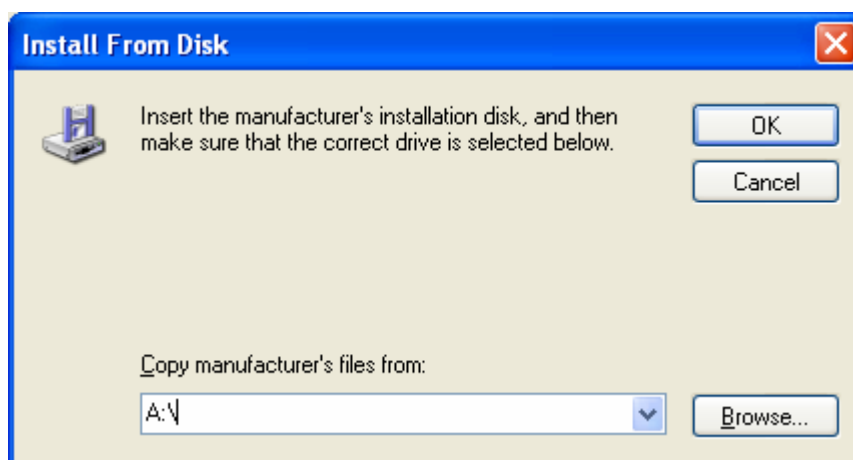 Install From Disk
Insert the manufacturer's installation disk, and then
make sure that the correct drive is selected below.
OK
Cancel
Copy manufacturer's files from:
A:\
Browse...